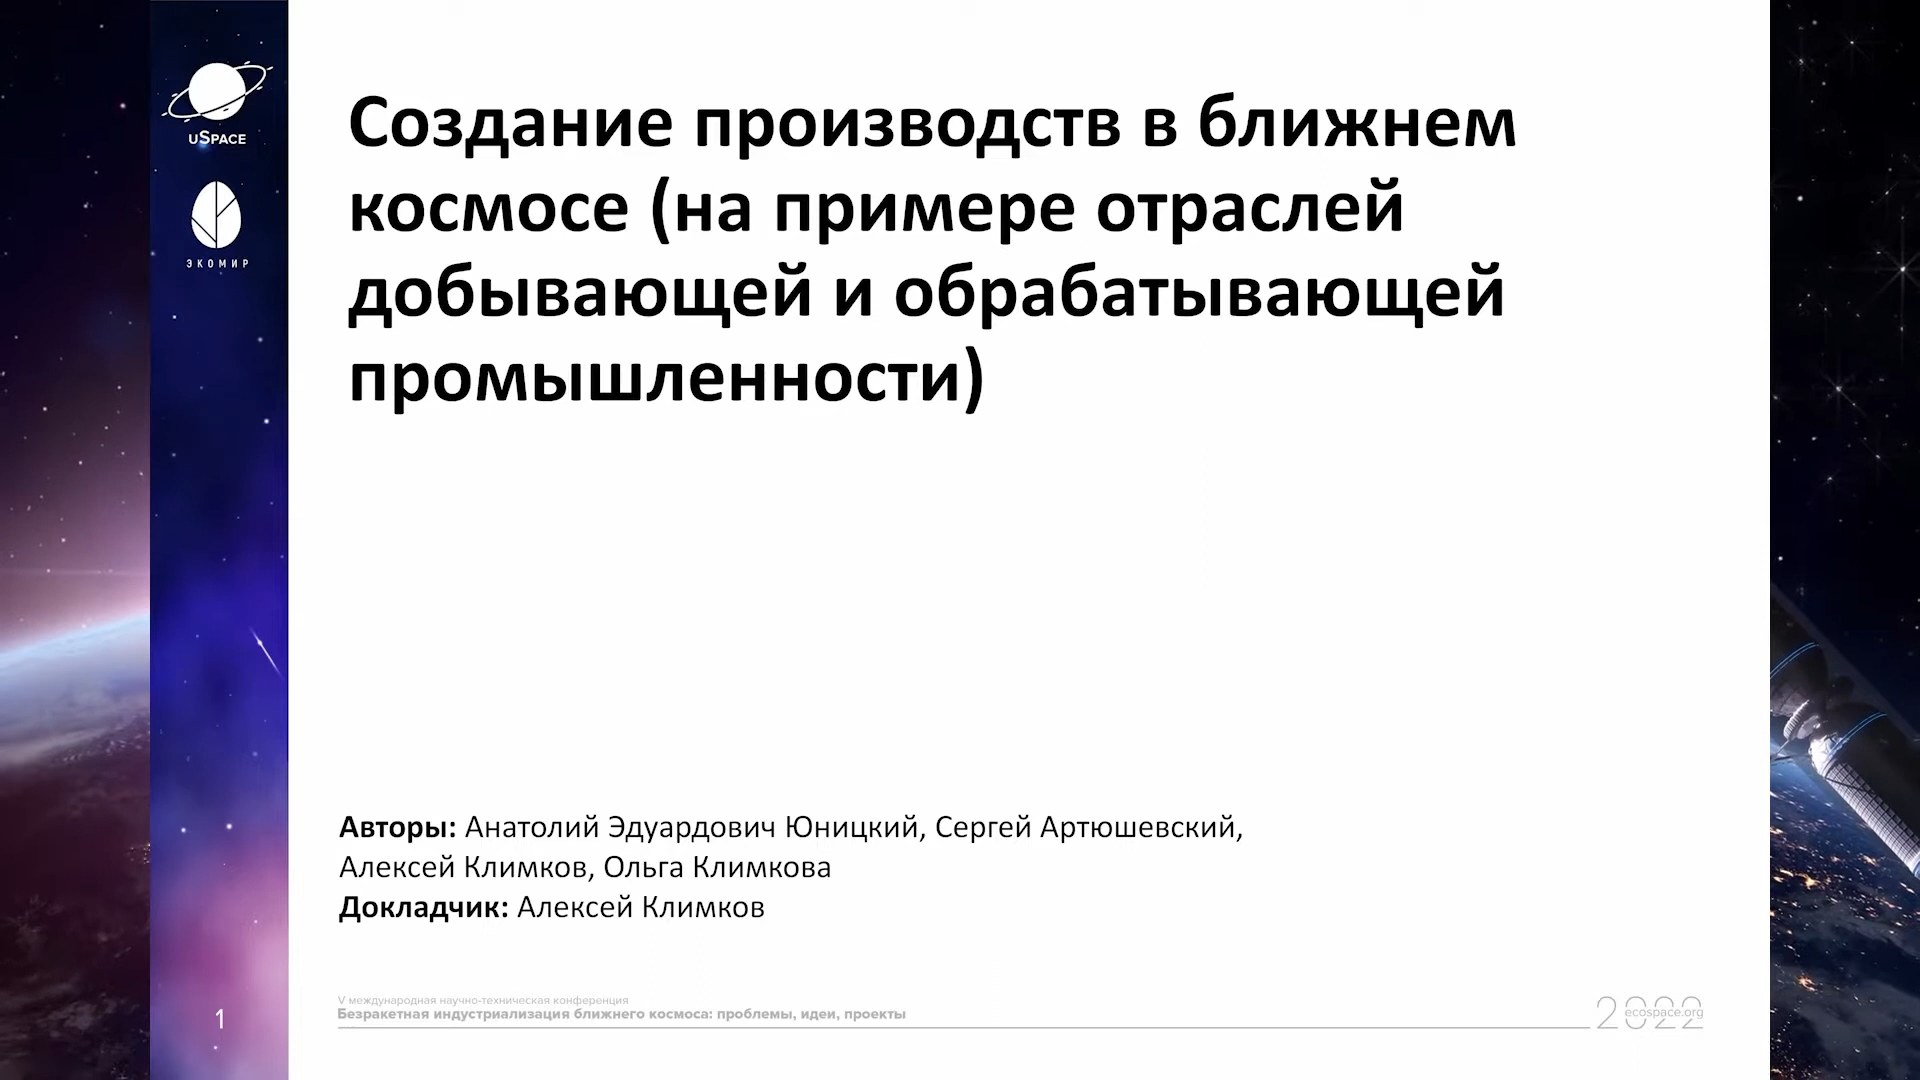 uSPACE
ЭКОМИР
Создание производств в ближнем
космосе (на примере отраслей
добывающей и обрабатывающей
промышленности)
Авторы: Анатолий Эдуардович Юницкий, Сергей Артюшевский,
Алексей Климков, Ольга Климкова
Докладчик: Алексей Климков
1
V международная научно-техническая конференция
Безракетная индустриализация ближнего космоса: проблемы, идеи, проекты
2022
ecospace.org